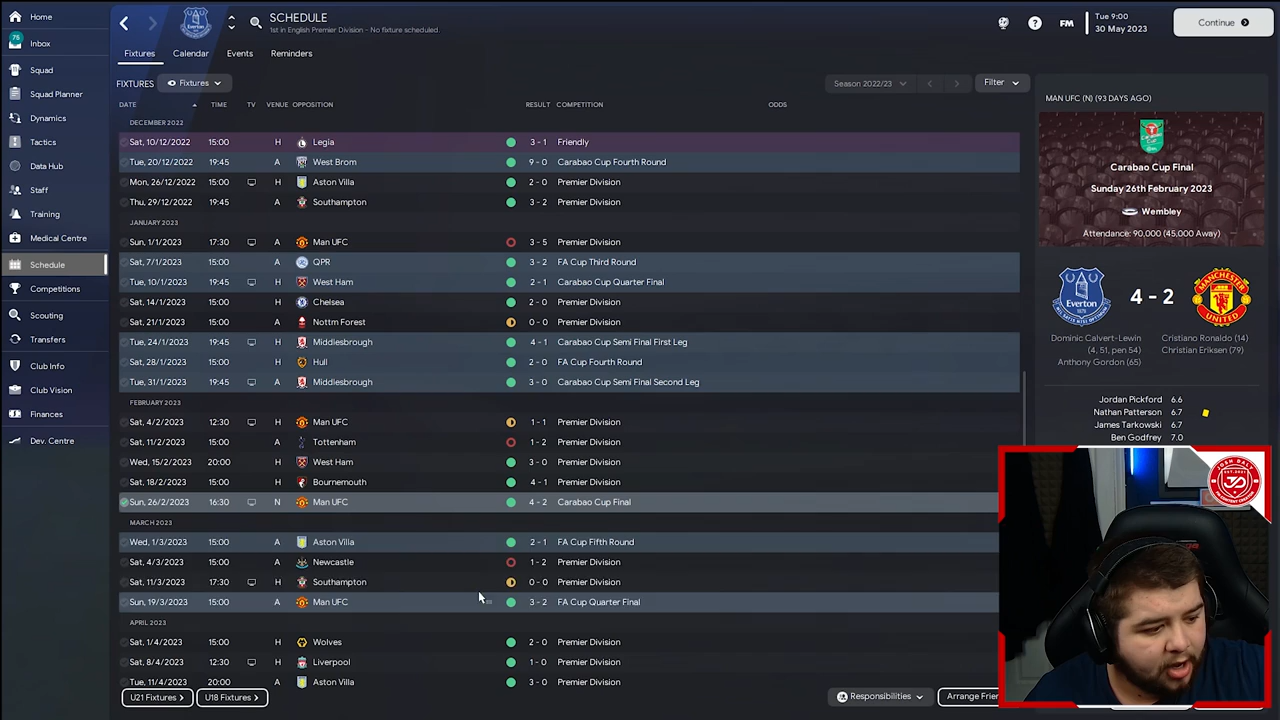 Home
SCHEDULE
1st in English Premier Division - No fixture scheduled.
FM
Tue 9:00
30 May 2023
Continue
75
Inbox
Squad
Squad Planner
Dynamics
Tactics
Data Hub
Staff
Training
Medical Centre
Schedule
Competitions
Scouting
Transfers
Club Info
Club Vision
Finances
Dev. Centre
Fixtures Calendar Events Reminders
FIXTURES Fixtures Season 2022/23 Filter
DATE TIME TV VENUE OPPOSITION RESULT COMPETITION ODDS
DECEMBER 2022
Sat, 10/12/2022 15:00 H Legia 3 - 1 Friendly
Tue, 20/12/2022 19:45 A West Brom 9 - 0 Carabao Cup Fourth Round
Mon, 26/12/2022 15:00 H Aston Villa 2 - 0 Premier Division
Thu, 29/12/2022 19:45 A Southampton 3 - 2 Premier Division
JANUARY 2023
Sun, 1/1/2023 17:30 A Man UFC 3 - 5 Premier Division
Sat, 7/1/2023 15:00 A QPR 3 - 2 FA Cup Third Round
Tue, 10/1/2023 19:45 H West Ham 2 - 1 Carabao Cup Quarter Final
Sat, 14/1/2023 15:00 H Chelsea 2 - 0 Premier Division
Sat, 21/1/2023 15:00 A Nottm Forest Premier Division
Tue, 24/1/2023 19:45 H Middlesbrough 4 - 1 Carabao Cup Semi Final First Leg
Sat, 28/1/2023 15:00 H Hull 2 - 0 FA Cup Fourth Round
Tue, 31/1/2023 19:45 A Middlesbrough 3 - 0 Carabao Cup Semi Final Second Leg
FEBRUARY 2023
Sat, 4/2/2023 12:30 H Man UFC 1 - 1 Premier Division
Sat, 11/2/2023 15:00 A Tottenham 1 - 2 Premier Division
Wed, 15/2/2023 20:00 H West Ham 3 - 0 Premier Division
Sat, 18/2/2023 15:00 H Bournemouth 4 - 1 Premier Division
Sun, 26/2/2023 16:30 N Man UFC 4 - 2 Carabao Cup Final
MARCH 2023
Wed, 1/3/2023 15:00 A Aston Villa 2 - 1 FA Cup Fifth Round
Sat, 4/3/2023 15:00 A Newcastle 1 - 2 Premier Division
Sat, 11/3/2023 17:30 H Southampton 0 - 0 Premier Division
Sun, 19/3/2023 15:00 A Man UFC 3 - 2 FA Cup Quarter Final
APRIL 2023
Sat, 1/4/2023 15:00 H Wolves 2 - 0 Premier Division
Sat, 8/4/2023 12:30 H Liverpool 1 - 0 Premier Division
Tue, 11/4/2023 20:00 A Aston Villa 3 - 0 Premier Division
U21 Fixtures U18 Fixtures Responsibilities Arrange Frien
MAN UFC (N) (93 DAYS AGO)
Carabao Cup Final
Sunday 26th February 2023
Wembley
Attendance: 90,000 (45,000 Away)
Everton
1878
MANCHESTER
UNITED
4 - 2
Dominic Calvert-Lewin
(4, 51, pen 54)
Anthony Gordon (65)
Cristiano Ronaldo (14)
Christian Eriksen (79)
Jordan Pickford 6.6
Nathan Patterson 6.7
James Tarkowski 6.7
Ben Godfrey 7.0
JOSH DALY
JD